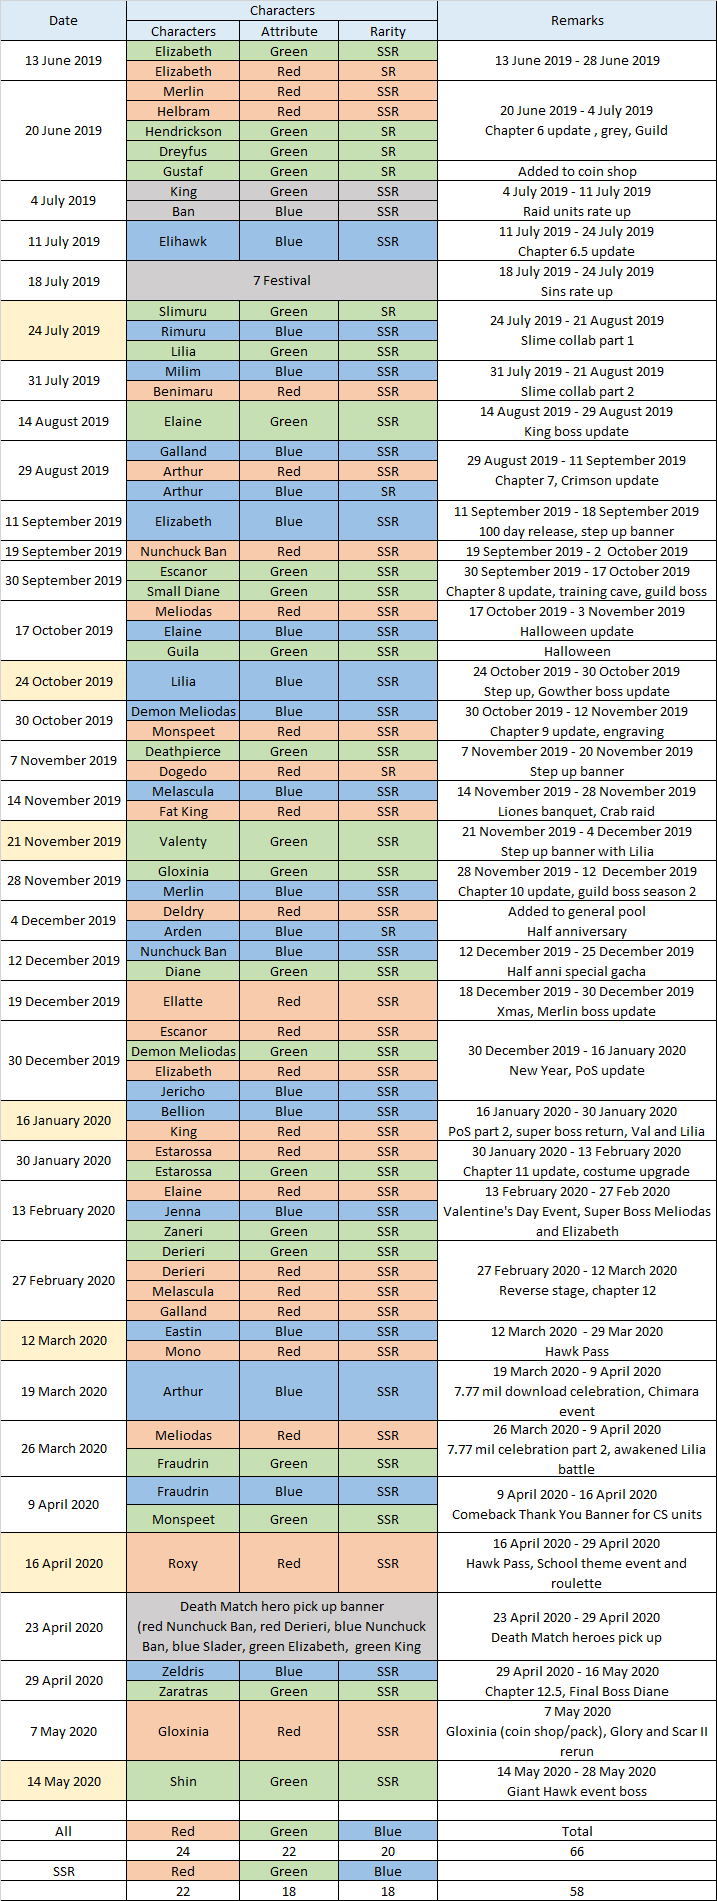 Date Characters Remarks
Characters Attribute Rarity
13 June 2019 Elizabeth Green SSR 13 June 2019 - 28 June 2019
Elizabeth Red SR
20 June 2019 Merlin Red SSR 20 June 2019 - 4 July 2019
Helbram Red SSR Chapter 6 update , grey, Guild
Hendrickson Green SR
Dreyfus Green SR
Gustaf Green SR Added to coin shop
4 July 2019 King Green SSR 4 July 2019 - 11 July 2019
Ban Blue SSR Raid units rate up
11 July 2019 Elihawk Blue SSR 11 July 2019 - 24 July 2019
Chapter 6.5 update
18 July 2019 7 Festival 18 July 2019 - 24 July 2019
Sins rate up
24 July 2019 Slimuru Green SR 24 July 2019 - 21 August 2019
Rimuru Blue SSR Slime collab part 1
Lilia Green SSR
31 July 2019 Milim Blue SSR 31 July 2019 - 21 August 2019
Benimaru Red SSR Slime collab part 2
14 August 2019 Elaine Green SSR 14 August 2019 - 29 August 2019
King boss update
29 August 2019 Galland Blue SSR 29 August 2019 - 11 September 2019
Arthur Red SSR Chapter 7, Crimson update
Arthur Blue SR
11 September 2019 Elizabeth Blue SSR 11 September 2019 - 18 September 2019
100 day release, step up banner
19 September 2019 Nunchuck Ban Red SSR 19 September 2019 - 2  October 2019
30 September 2019 Escanor Green SSR 30 September 2019 - 17 October 2019
Small Diane Green SSR Chapter 8 update, training cave, guild boss
17 October 2019 Meliodas Red SSR 17 October 2019 - 3 November 2019
Elaine Blue SSR Halloween update
Guila Green SSR Halloween
24 October 2019 Lilia Blue SSR 24 October 2019 - 30 October 2019
Step up, Gowther boss update
30 October 2019 Demon Meliodas Blue SSR 30 October 2019 - 12 November 2019
Monspeet Red SSR Chapter 9 update, engraving
7 November 2019 Deathpierce Green SSR 7 November 2019 - 20 November 2019
Dogedo Red SR Step up banner
14 November 2019 Melascula Blue SSR 14 November 2019 - 28 November 2019
Fat King Red SSR Liones banquet, Crab raid
21 November 2019 Valenty Green SSR 21 November 2019 - 4 December 2019
Step up banner with Lilia
28 November 2019 Gloxinia Green SSR 28 November 2019 - 12  December 2019
Merlin Blue SSR Chapter 10 update, guild boss season 2
4 December 2019 Deldry Red SSR Added to general pool
Arden Blue SR Half anniversary
12 December 2019 Nunchuck Ban Blue SSR 12 December 2019 - 25 December 2019
Diane Green SSR Half anni special gacha
19 December 2019 Ellatte Red SSR 18 December 2019 - 30 December 2019
Xmas, Merlin boss update
30 December 2019 Escanor Red SSR 30 December 2019 - 16 January 2020
Demon Meliodas Green SSR New Year, PoS update
Elizabeth Red SSR
Jericho Blue SSR
16 January 2020 Bellion Blue SSR 16 January 2020 - 30 January 2020
King Red SSR PoS part 2, super boss return, Val and Lilia
30 January 2020 Estarossa Red SSR 30 January 2020 - 13 February 2020
Estarossa Green SSR Chapter 11 update, costume upgrade
13 February 2020 Elaine Red SSR 13 February 2020 - 27 Feb 2020
Jenna Blue SSR Valentine's Day Event, Super Boss Meliodas
Zaneri Green SSR and Elizabeth
27 February 2020 Derieri Green SSR 27 February 2020 - 12 March 2020
Derieri Red SSR Reverse stage, chapter 12
Melascula Red SSR
Galland Red SSR
12 March 2020 Eastin Blue SSR 12 March 2020  - 29 Mar 2020
Mono Red SSR Hawk Pass
19 March 2020 Arthur Blue SSR 19 March 2020 - 9 April 2020
7.77 mil download celebration, Chimara
event
26 March 2020 Meliodas Red SSR 26 March 2020 - 9 April 2020
Fraudrin Green SSR 7.77 mil celebration part 2, awakened Lilia
battle
9 April 2020 Fraudrin Blue SSR 9 April 2020 - 16 April 2020
Monspeet Green SSR Comeback Thank You Banner for CS units
16 April 2020 Roxy Red SSR 16 April 2020 - 29 April 2020
Hawk Pass, School theme event and
roulette
23 April 2020 Death Match hero pick up banner 23 April 2020 - 29 April 2020
(red Nunchuck Ban, red Derieri, blue Nunchuck Death Match heroes pick up
Ban, blue Slader, green Elizabeth,  green King
29 April 2020 Zeldris Blue SSR 29 April 2020 - 16 May 2020
Zaratras Green SSR Chapter 12.5, Final Boss Diane
7 May 2020 Gloxinia Red SSR 7 May 2020
Gloxinia (coin shop/pack), Glory and Scar II
rerun
14 May 2020 Shin Green SSR 14 May 2020 - 28 May 2020
Giant Hawk event boss
All Red Green Blue Total
24 22 20 66
SSR Red Green Blue
22 18 18 58